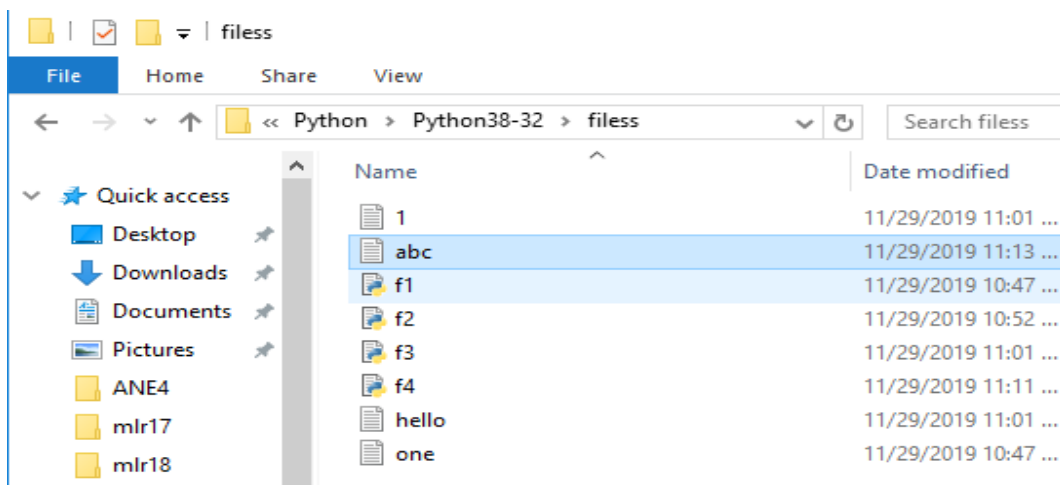 filess
File Home Share View
« Python > Python38-32 > filess Search filess
Name Date modified
Quick access
Desktop
Downloads
Documents
Pictures
ANE4
mlr17
mlr18
1 11/29/2019 11:01 ...
abc 11/29/2019 11:13 ...
f1 11/29/2019 10:47 ...
f2 11/29/2019 10:52 ...
f3 11/29/2019 11:01 ...
f4 11/29/2019 11:11 ...
hello 11/29/2019 11:01 ...
one 11/29/2019 10:47 ...